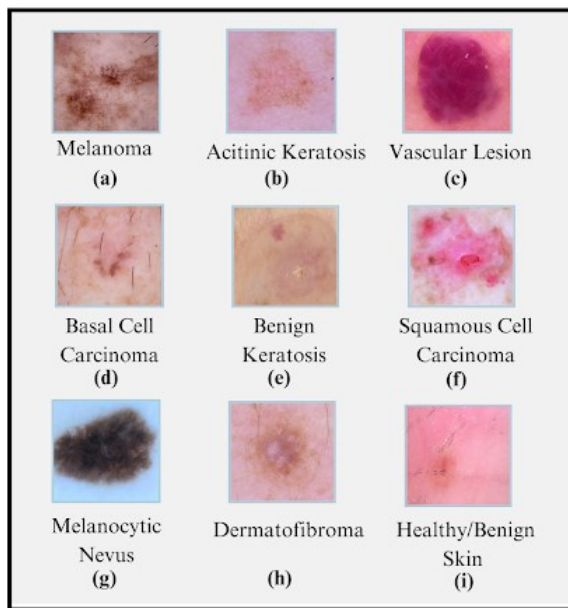 Melanoma
(a)
Acitinic Keratosis
(b)
Vascular Lesion
(c)
Basal Cell
Carcinoma
(d)
Benign
Keratosis
(e)
Squamous Cell
Carcinoma
(f)
Melanocytic
Nevus
(g)
Dermatofibroma
(h)
Healthy/Benign
Skin
(i)